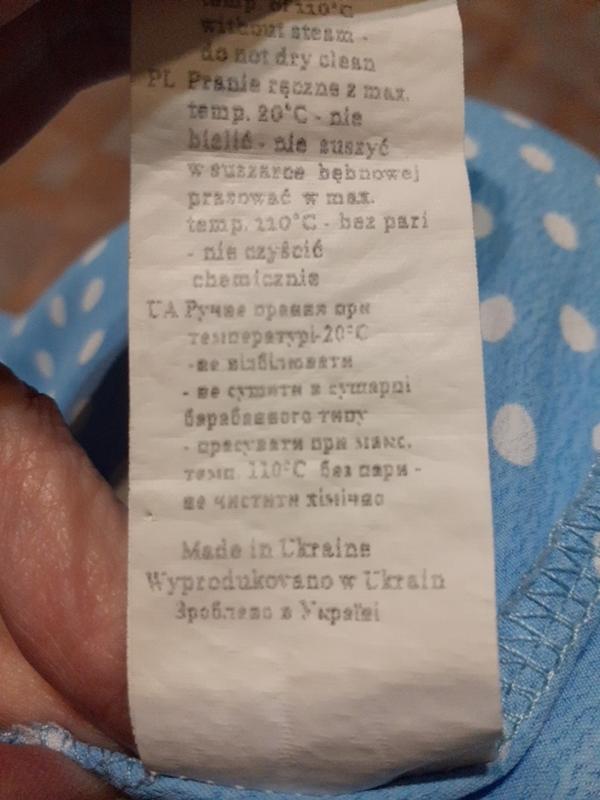 temp. of 110°C
without steam -
do not dry clean
PL Pranie ręczne z max.
temp. 20°C - nie
bielić - nie suszyć
w suszarce bębnowej
prasować w max.
temp. 110°C - bez pari
- nie czyścić
chemicznie
UA Ручне прання при
температурі-20°C
-не відбілювати
- не сушити в сушарці
барабанного типу
- прасувати при макс.
темп. 110°C без пари -
не чистити хімічно
Made in Ukraine
Wyprodukovano w Ukrain
Зроблено в Україні